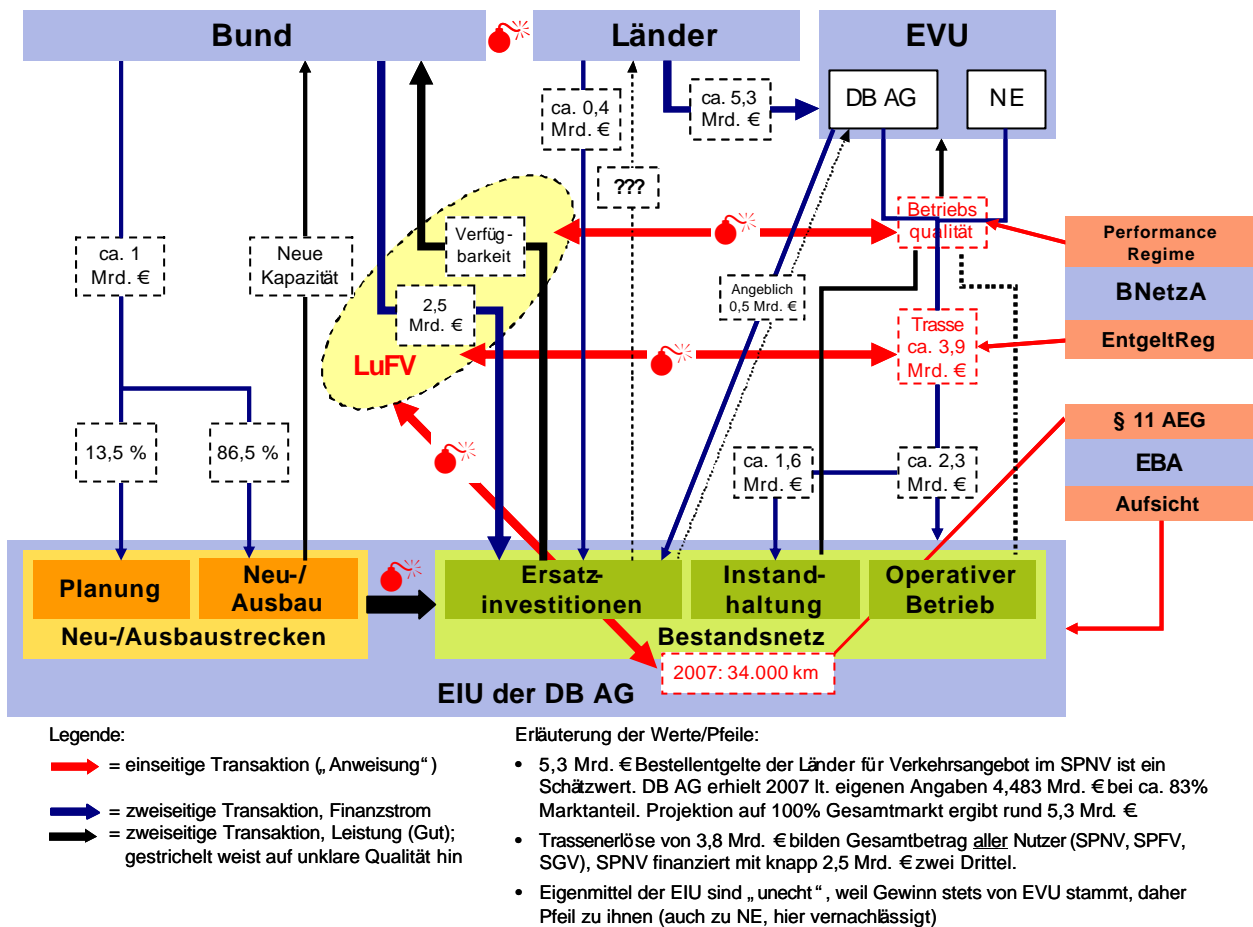 Bund
Länder
EVU
DB AG
NE
ca. 0,4
Mrd. €
ca. 5,3
Mrd. €
???
ca. 1
Mrd. €
Neue
Kapazität
Verfüg-
barkeit
2,5
Mrd. €
LuFV
Betriebs
qualität
Angeblich
0,5 Mrd. €
Trasse
ca. 3,9
Mrd. €
Performance
Regime
BNetzA
EntgeltReg
§ 11 AEG
EBA
Aufsicht
13,5 %
86,5 %
ca. 1,6
Mrd. €
ca. 2,3
Mrd. €
Planung
Neu-/
Ausbau
Neu-/Ausbaustrecken
Ersatz-
investitionen
Instand-
haltung
Operativer
Betrieb
Bestandsnetz
2007: 34.000 km
EIU der DB AG
Legende:
= einseitige Transaktion („Anweisung“)
= zweiseitige Transaktion, Finanzstrom
= zweiseitige Transaktion, Leistung (Gut);
gestrichelt weist auf unklare Qualität hin
Erläuterung der Werte/Pfeile:
• 5,3 Mrd. € Bestellentgelte der Länder für Verkehrsangebot im SPNV ist ein
Schätzwert. DB AG erhielt 2007 lt. eigenen Angaben 4,483 Mrd. € bei ca. 83%
Marktanteil. Projektion auf 100% Gesamtmarkt ergibt rund 5,3 Mrd. €
• Trassenerlöse von 3,8 Mrd. € bilden Gesamtbetrag aller Nutzer (SPNV, SPFV,
SGV), SPNV finanziert mit knapp 2,5 Mrd. € zwei Drittel.
• Eigenmittel der EIU sind „unecht“, weil Gewinn stets von EVU stammt, daher
Pfeil zu ihnen (auch zu NE, hier vernachlässigt)